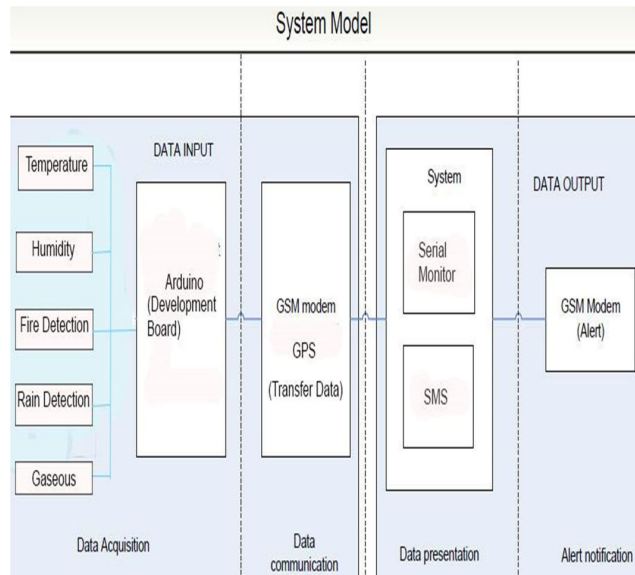 System Model
DATA INPUT
Temperature
Humidity
Fire Detection
Rain Detection
Gaseous
Arduino
(Development
Board)
GSM modem
GPS
(Transfer Data)
System
Serial
Monitor
SMS
DATA OUTPUT
GSM Modem
(Alert)
Data Acquisition
Data
communication
Data presentation
Alert notification